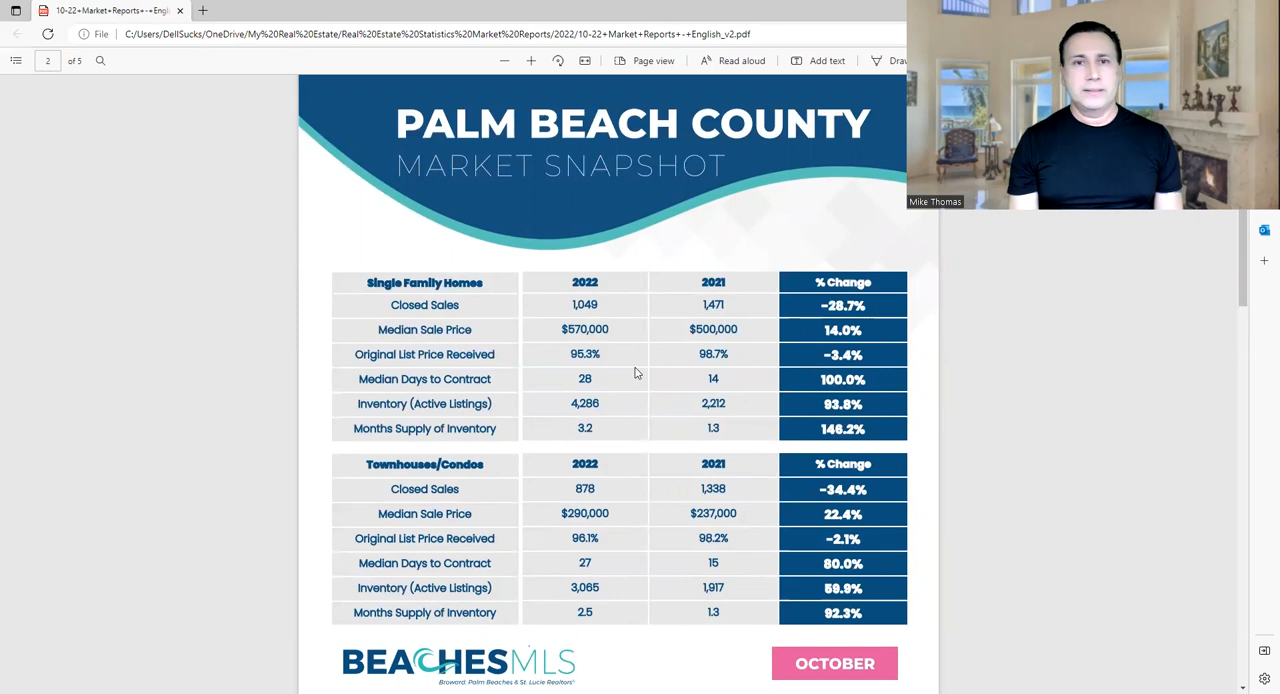 10-22+Market+Reports+-+Engli
File
C:/Users/DellSucks/OneDrive/My%20Real%20Estate/Real%20Estate%20Statistics%20Market%20Reports/2022/10-22+Market+Reports+-+English_v2.pdf
2 of 5
Page view
Read aloud
Add text
Draw
PALM BEACH COUNTY
MARKET SNAPSHOT
Mike Thomas
Single Family Homes 2022 2021 % Change
Closed Sales 1,049 1,471 -28.7%
Median Sale Price $570,000 $500,000 14.0%
Original List Price Received 95.3% 98.7% -3.4%
Median Days to Contract 28 14 100.0%
Inventory (Active Listings) 4,286 2,212 93.8%
Months Supply of Inventory 3.2 1.3 146.2%
Townhouses/Condos 2022 2021 % Change
Closed Sales 878 1,338 -34.4%
Median Sale Price $290,000 $237,000 22.4%
Original List Price Received 96.1% 98.2% -2.1%
Median Days to Contract 27 15 80.0%
Inventory (Active Listings) 3,065 1,917 59.9%
Months Supply of Inventory 2.5 1.3 92.3%
BEACHESMLS
Broward, Palm Beaches & St. Lucie Realtors®
OCTOBER